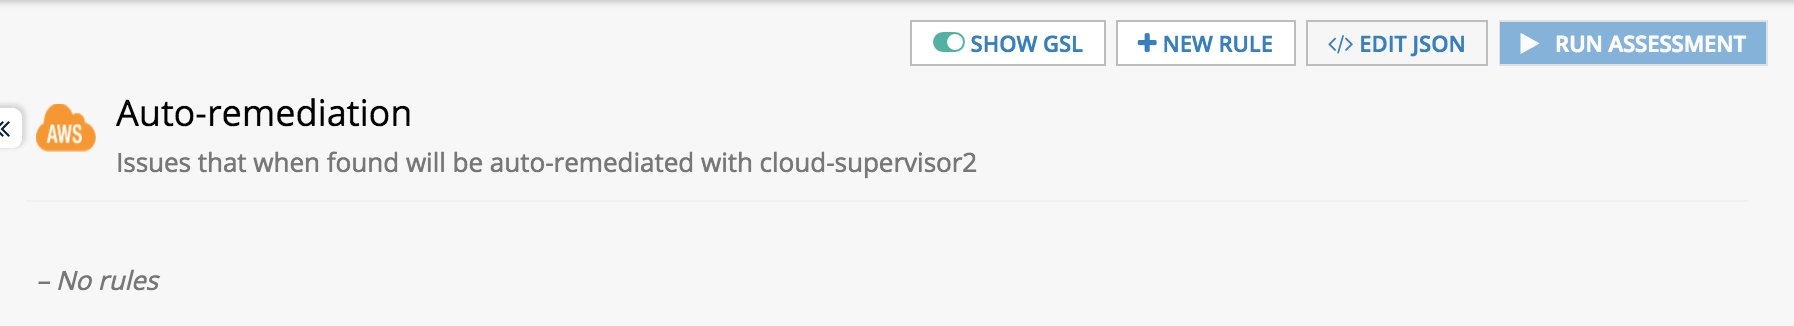 SHOW GSL
NEW RULE
</> EDIT JSON
RUN ASSESSMENT
AWS
Auto-remediation
Issues that when found will be auto-remediated with cloud-supervisor2
– No rules